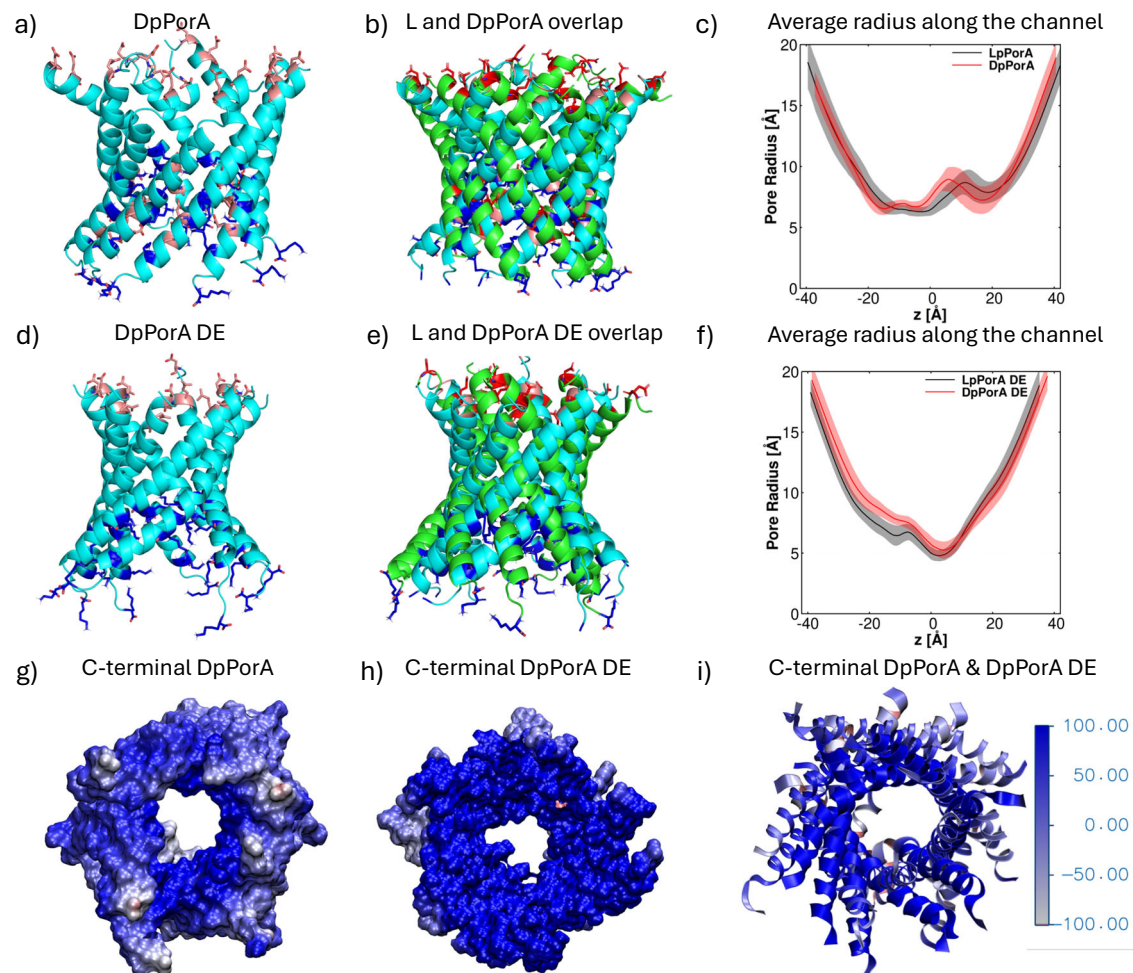 a) DpPorA
b) L and DpPorA overlap
c) Average radius along the channel
20
15
10
5
0
Pore Radius [Å]
LpPorA
DpPorA
-40 -20 0 20 40
z [Å]
d) DpPorA DE
e) L and DpPorA DE overlap
f) Average radius along the channel
20
15
10
5
0
Pore Radius [Å]
LpPorA DE
DpPorA DE
-40 -20 0 20 40
z [Å]
g) C-terminal DpPorA
h) C-terminal DpPorA DE
i) C-terminal DpPorA & DpPorA DE
100.00
50.00
0.00
-50.00
-100.00